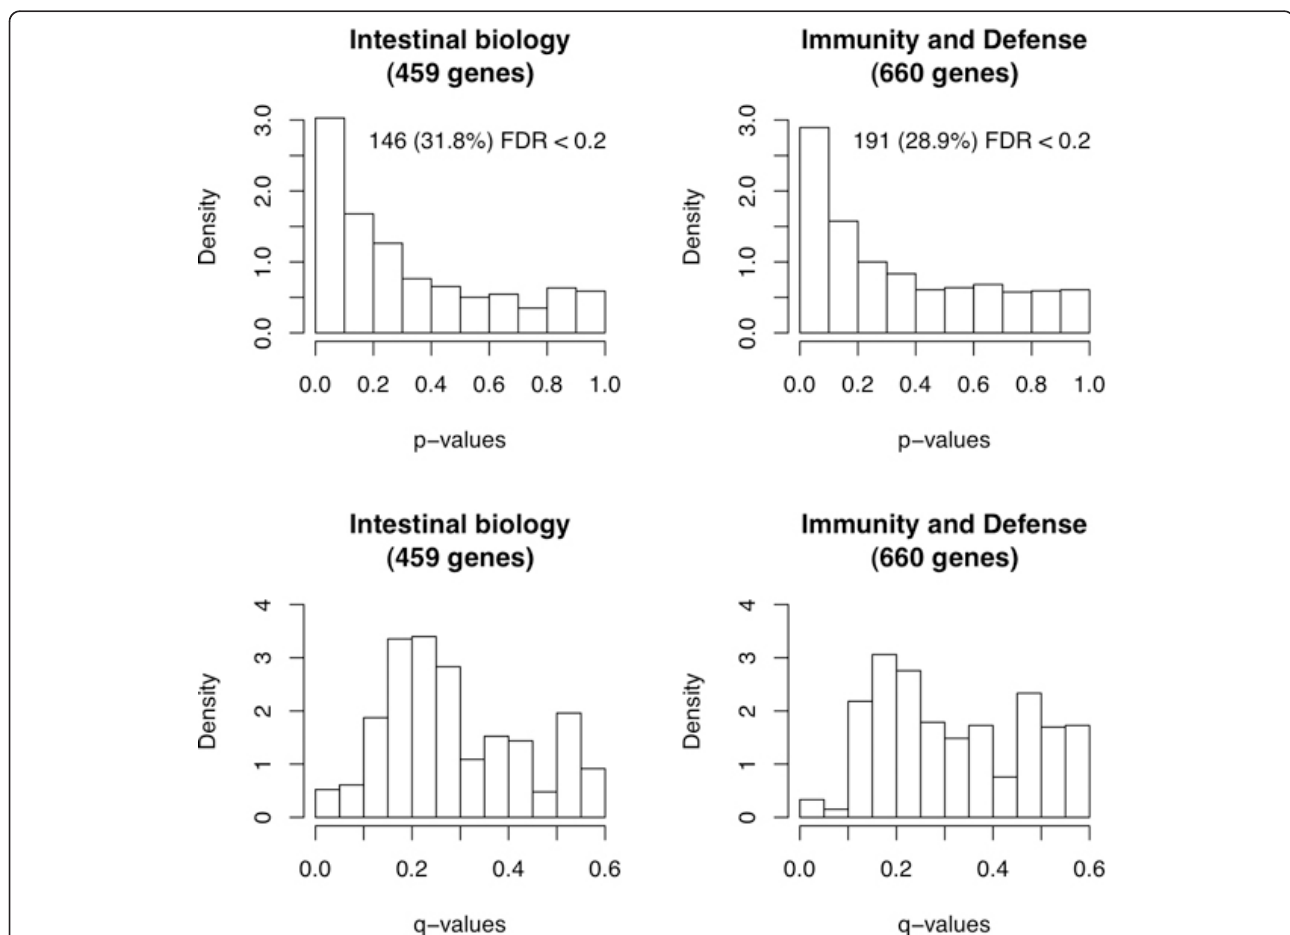 Intestinal biology
(459 genes)
Immunity and Defense
(660 genes)
146 (31.8%) FDR < 0.2
191 (28.9%) FDR < 0.2
Density
0.0 1.0 2.0 3.0
0.0 0.2 0.4 0.6 0.8 1.0
p−values
Density
0.0 1.0 2.0 3.0
0.0 0.2 0.4 0.6 0.8 1.0
p−values
Intestinal biology
(459 genes)
Immunity and Defense
(660 genes)
Density
0 1 2 3 4
0.0 0.2 0.4 0.6
q−values
Density
0 1 2 3 4
0.0 0.2 0.4 0.6
q−values